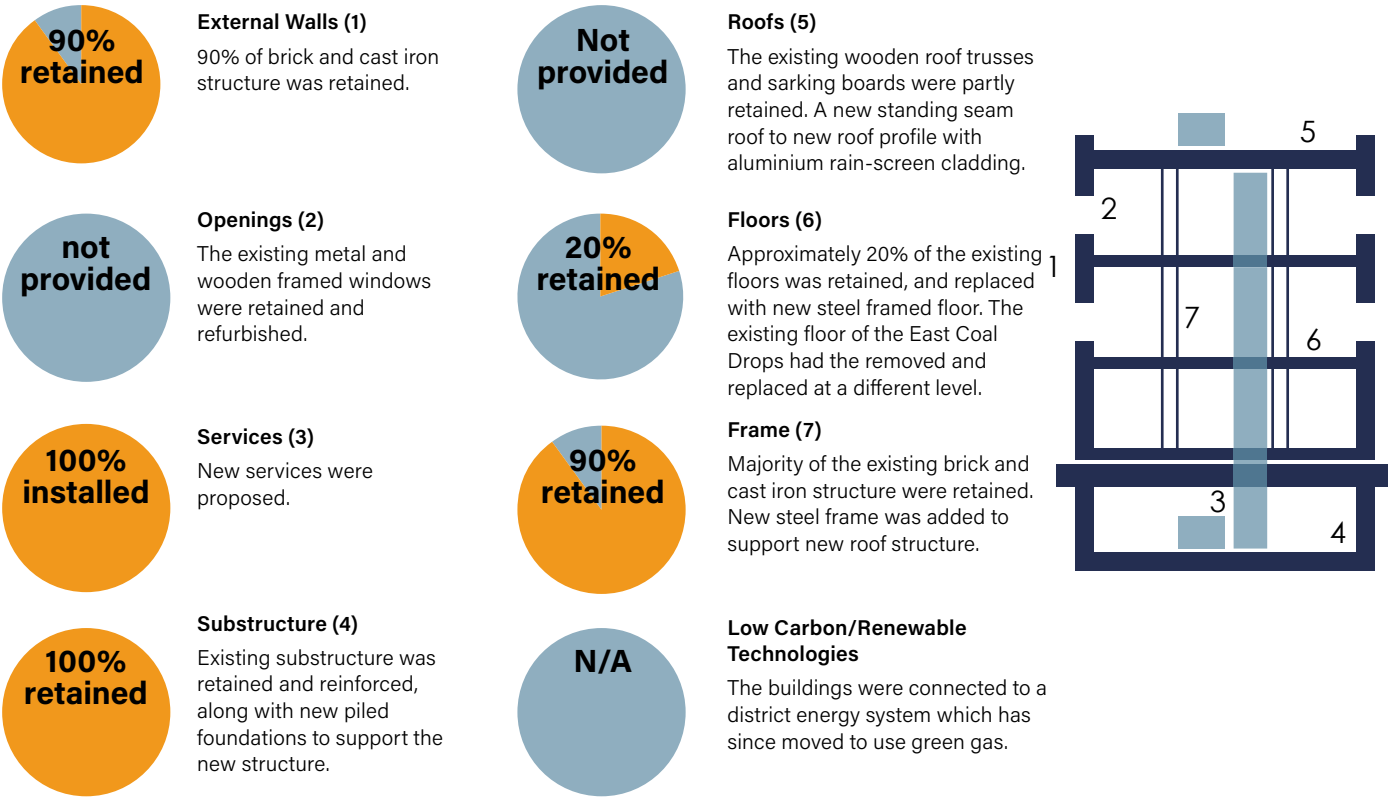 90%
retained
External Walls (1)
90% of brick and cast iron
structure was retained.
not
provided
Openings (2)
The existing metal and
wooden framed windows
were retained and
refurbished.
100%
installed
Services (3)
New services were
proposed.
100%
retained
Substructure (4)
Existing substructure was
retained and reinforced,
along with new piled
foundations to support the
new structure.
Not
provided
Roofs (5)
The existing wooden roof trusses
and sarking boards were partly
retained. A new standing seam
roof to new roof profile with
aluminium rain-screen cladding.
20%
retained
Floors (6)
Approximately 20% of the existing
floors was retained, and replaced
with new steel framed floor. The
existing floor of the East Coal
Drops had the removed and
replaced at a different level.
90%
retained
Frame (7)
Majority of the existing brick and
cast iron structure were retained.
New steel frame was added to
support new roof structure.
N/A
Low Carbon/Renewable
Technologies
The buildings were connected to a
district energy system which has
since moved to use green gas.
5
2
1
7
6
3
4